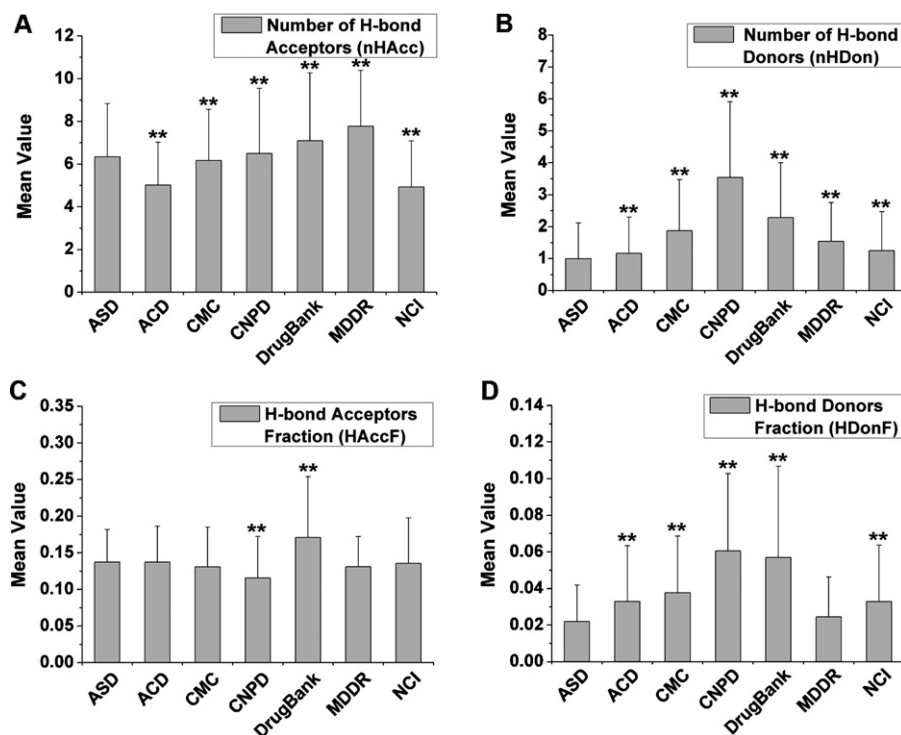 A
Number of H-bond
Acceptors (nHAcc)
Mean Value
12
10
8
6
4
2
0
**
**
**
**
**
**
ASD
ACD
CMC
CNPD
DrugBank
MDDR
NCI
B
Number of H-bond
Donors (nHDon)
Mean Value
8
7
6
5
4
3
2
1
0
**
**
**
**
**
**
ASD
ACD
CMC
CNPD
DrugBank
MDDR
NCI
C
H-bond Acceptors
Fraction (HAccF)
Mean Value
0.35
0.30
0.25
0.20
0.15
0.10
0.05
0.00
**
**
ASD
ACD
CMC
CNPD
DrugBank
MDDR
NCI
D
H-bond Donors
Fraction (HDonF)
Mean Value
0.14
0.12
0.10
0.08
0.06
0.04
0.02
0.00
**
**
**
**
**
ASD
ACD
CMC
CNPD
DrugBank
MDDR
NCI